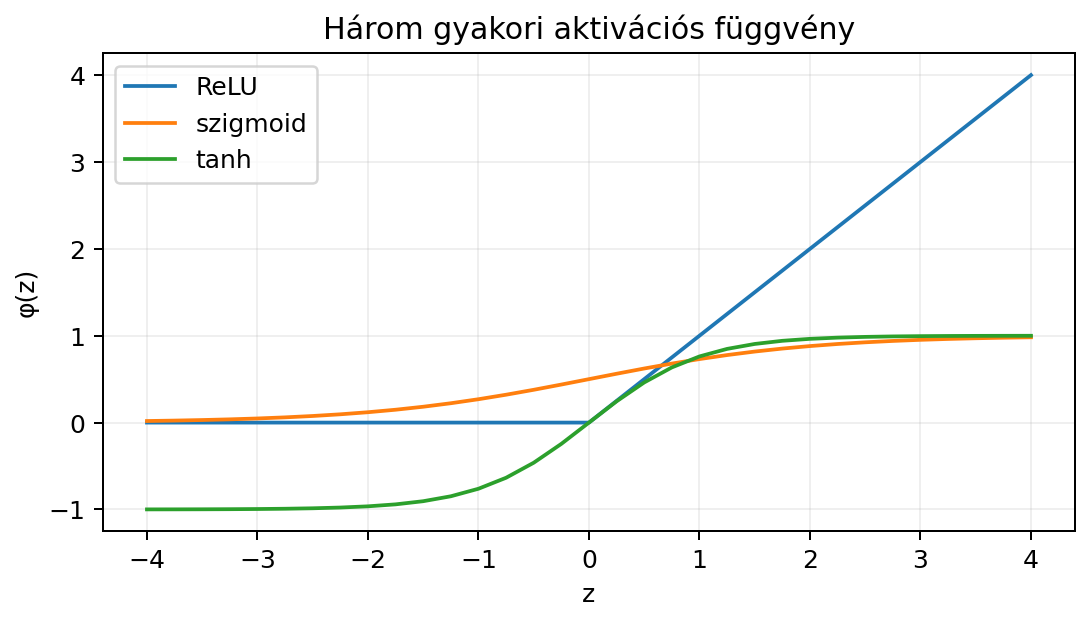 Három gyakori aktivációs függvény
ReLU
szigmoid
tanh
4
3
2
1
0
−1
φ(z)
−4 −3 −2 −1 0 1 2 3 4
z